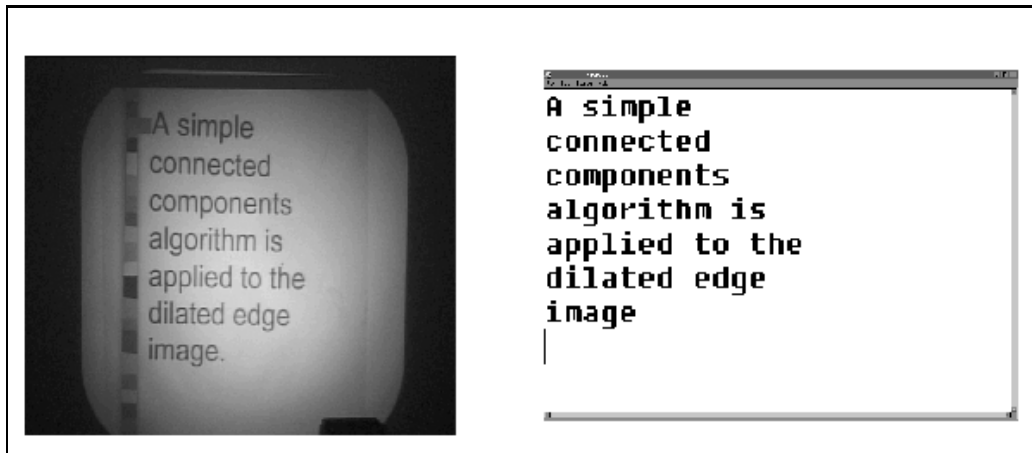 A simple
connected
components
algorithm is
applied to the
dilated edge
image.
A simple
connected
components
algorithm is
applied to the
dilated edge
image